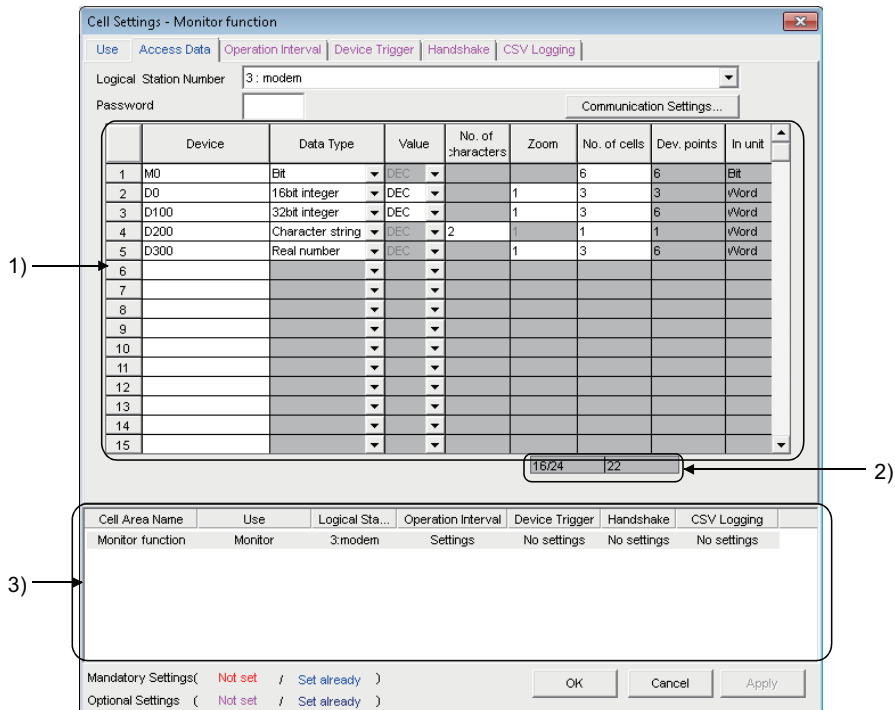 Cell Settings - Monitor function
Use Access Data Operation Interval Device Trigger Handshake CSV Logging
Logical Station Number 3 : modem
Password Communication Settings...
Device Data Type Value No. of characters Zoom No. of cells Dev. points In unit
1 M0 Bit DEC 6 6 Bit
2 D0 16bit integer DEC 1 3 3 Word
3 D100 32bit integer DEC 1 3 6 Word
4 D200 Character string DEC 2 1 1 1 Word
5 D300 Real number DEC 1 3 6 Word
1)
6
7
8
9
10
11
12
13
14
15
16/24 22
2)
Cell Area Name Use Logical Sta... Operation Interval Device Trigger Handshake CSV Logging
Monitor function Monitor 3:modem Settings No settings No settings No settings
3)
Mandatory Settings( Not set / Set already )
Optional Settings ( Not set / Set already )
OK Cancel Apply